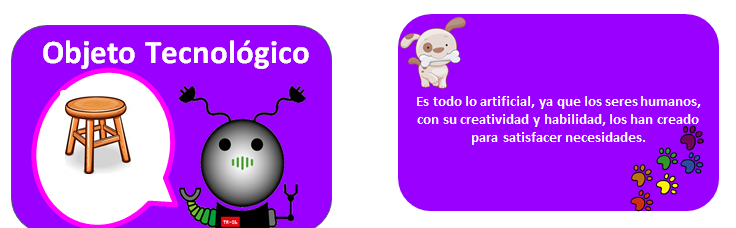 Objeto Tecnológico
Es todo lo artificial, ya que los seres humanos,
con su creatividad y habilidad, los han creado
para satisfacer necesidades.